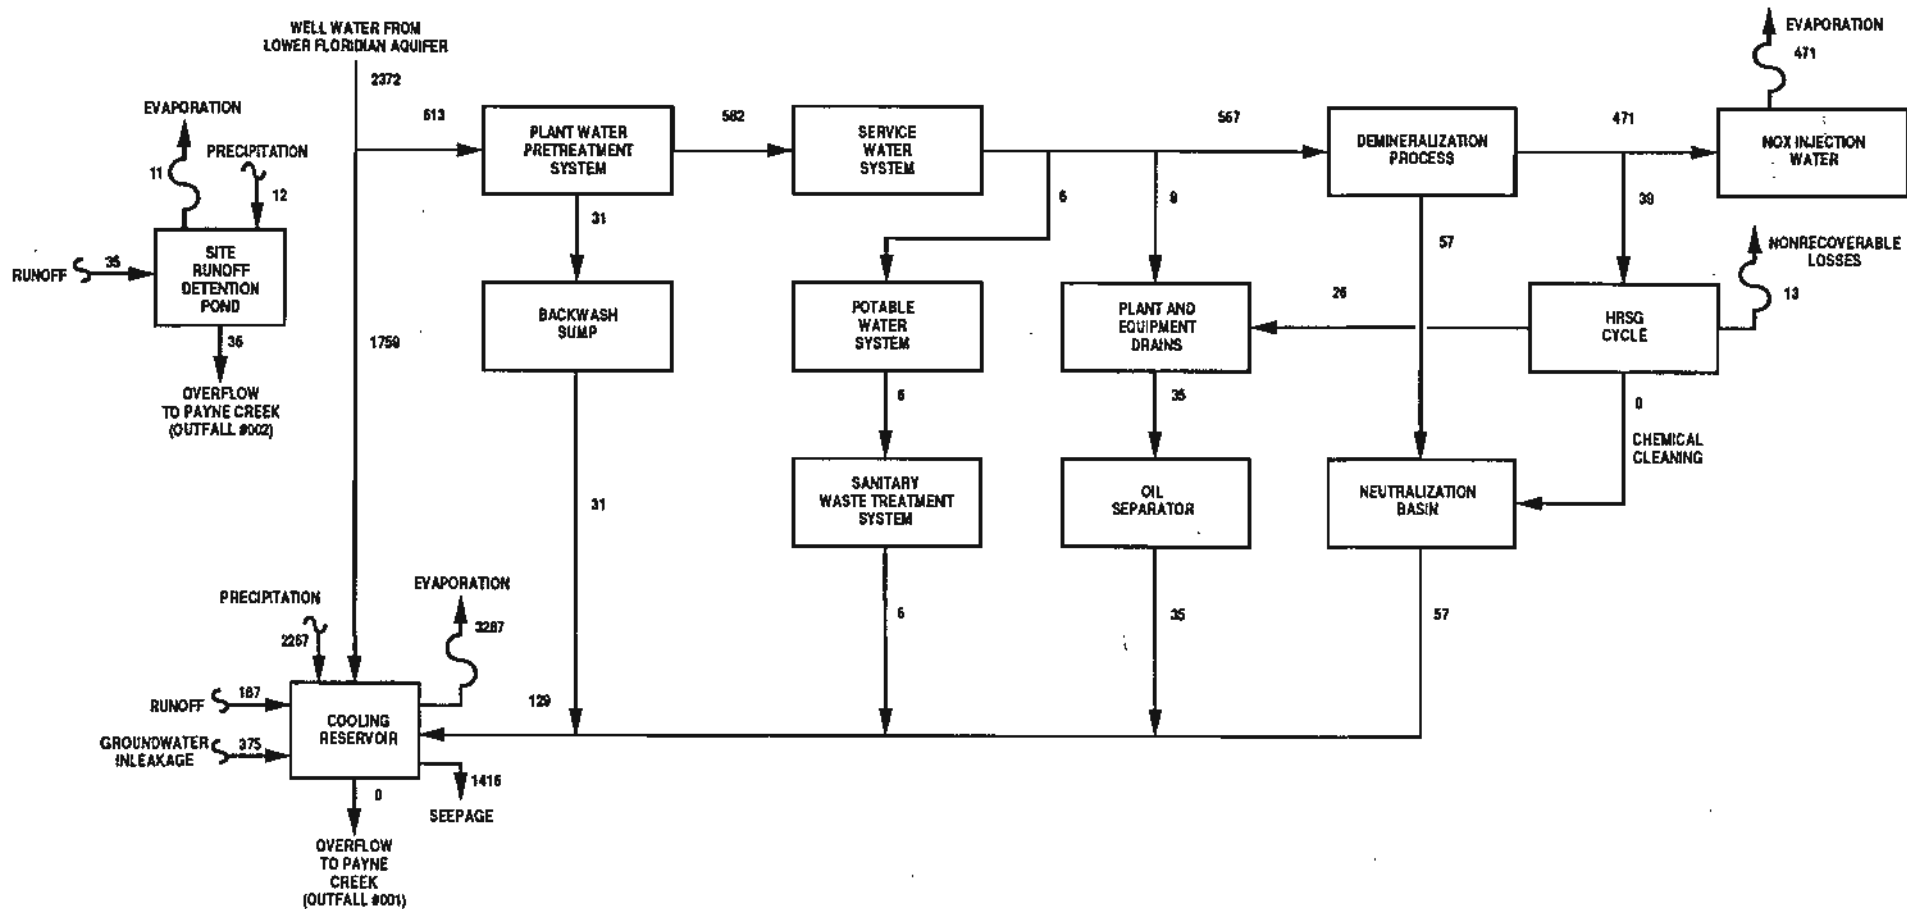 WELL WATER FROM
LOWER FLORIDIAN AQUIFER
2372
EVAPORATION
471
EVAPORATION
11
PRECIPITATION
12
RUNOFF
35
SITE
RUNOFF
DETENTION
POND
36
OVERFLOW
TO PAYNE CREEK
(OUTFALL #002)
613
PLANT WATER
PRETREATMENT
SYSTEM
582
SERVICE
WATER
SYSTEM
567
DEMINERALIZATION
PROCESS
471
NOX INJECTION
WATER
31
6
9
57
39
NONRECOVERABLE
LOSSES
13
1759
BACKWASH
SUMP
POTABLE
WATER
SYSTEM
PLANT AND
EQUIPMENT
DRAINS
26
HRSG
CYCLE
6
35
0
CHEMICAL
CLEANING
31
SANITARY
WASTE TREATMENT
SYSTEM
OIL
SEPARATOR
NEUTRALIZATION
BASIN
6
35
57
PRECIPITATION
2267
EVAPORATION
3287
RUNOFF
187
GROUNDWATER
INLEAKAGE
375
COOLING
RESERVOIR
129
1416
SEEPAGE
0
OVERFLOW
TO PAYNE
CREEK
(OUTFALL #001)